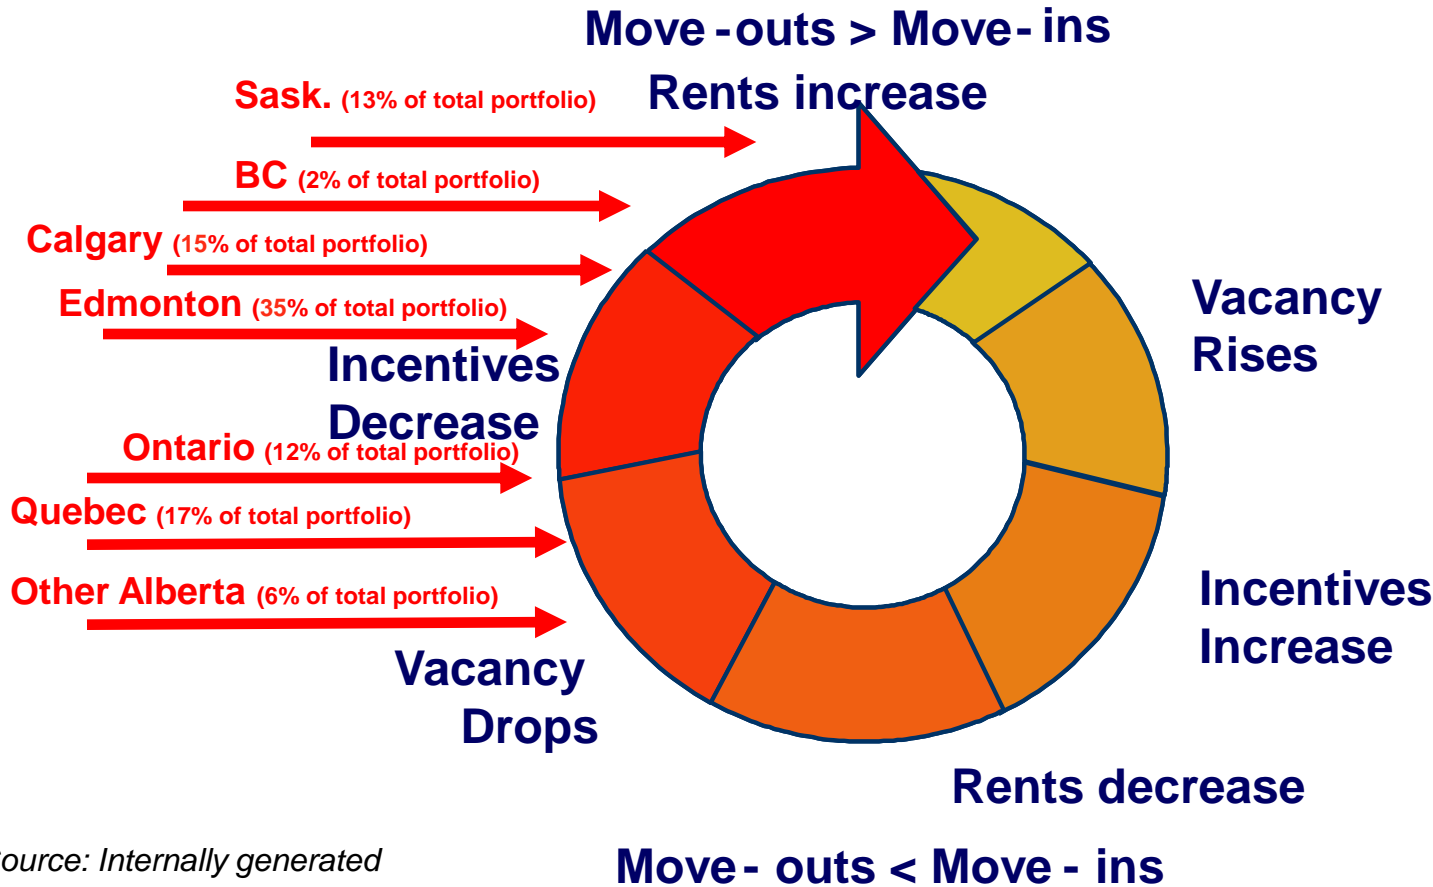 Move-outs > Move-ins
Rents increase
Sask. (13% of total portfolio)
BC (2% of total portfolio)
Calgary (15% of total portfolio)
Edmonton (35% of total portfolio)
Incentives
Decrease
Ontario (12% of total portfolio)
Quebec (17% of total portfolio)
Other Alberta (6% of total portfolio)
Vacancy
Drops
Vacancy
Rises
Incentives
Increase
Rents decrease
Move- outs < Move - ins
ource: Internally generated